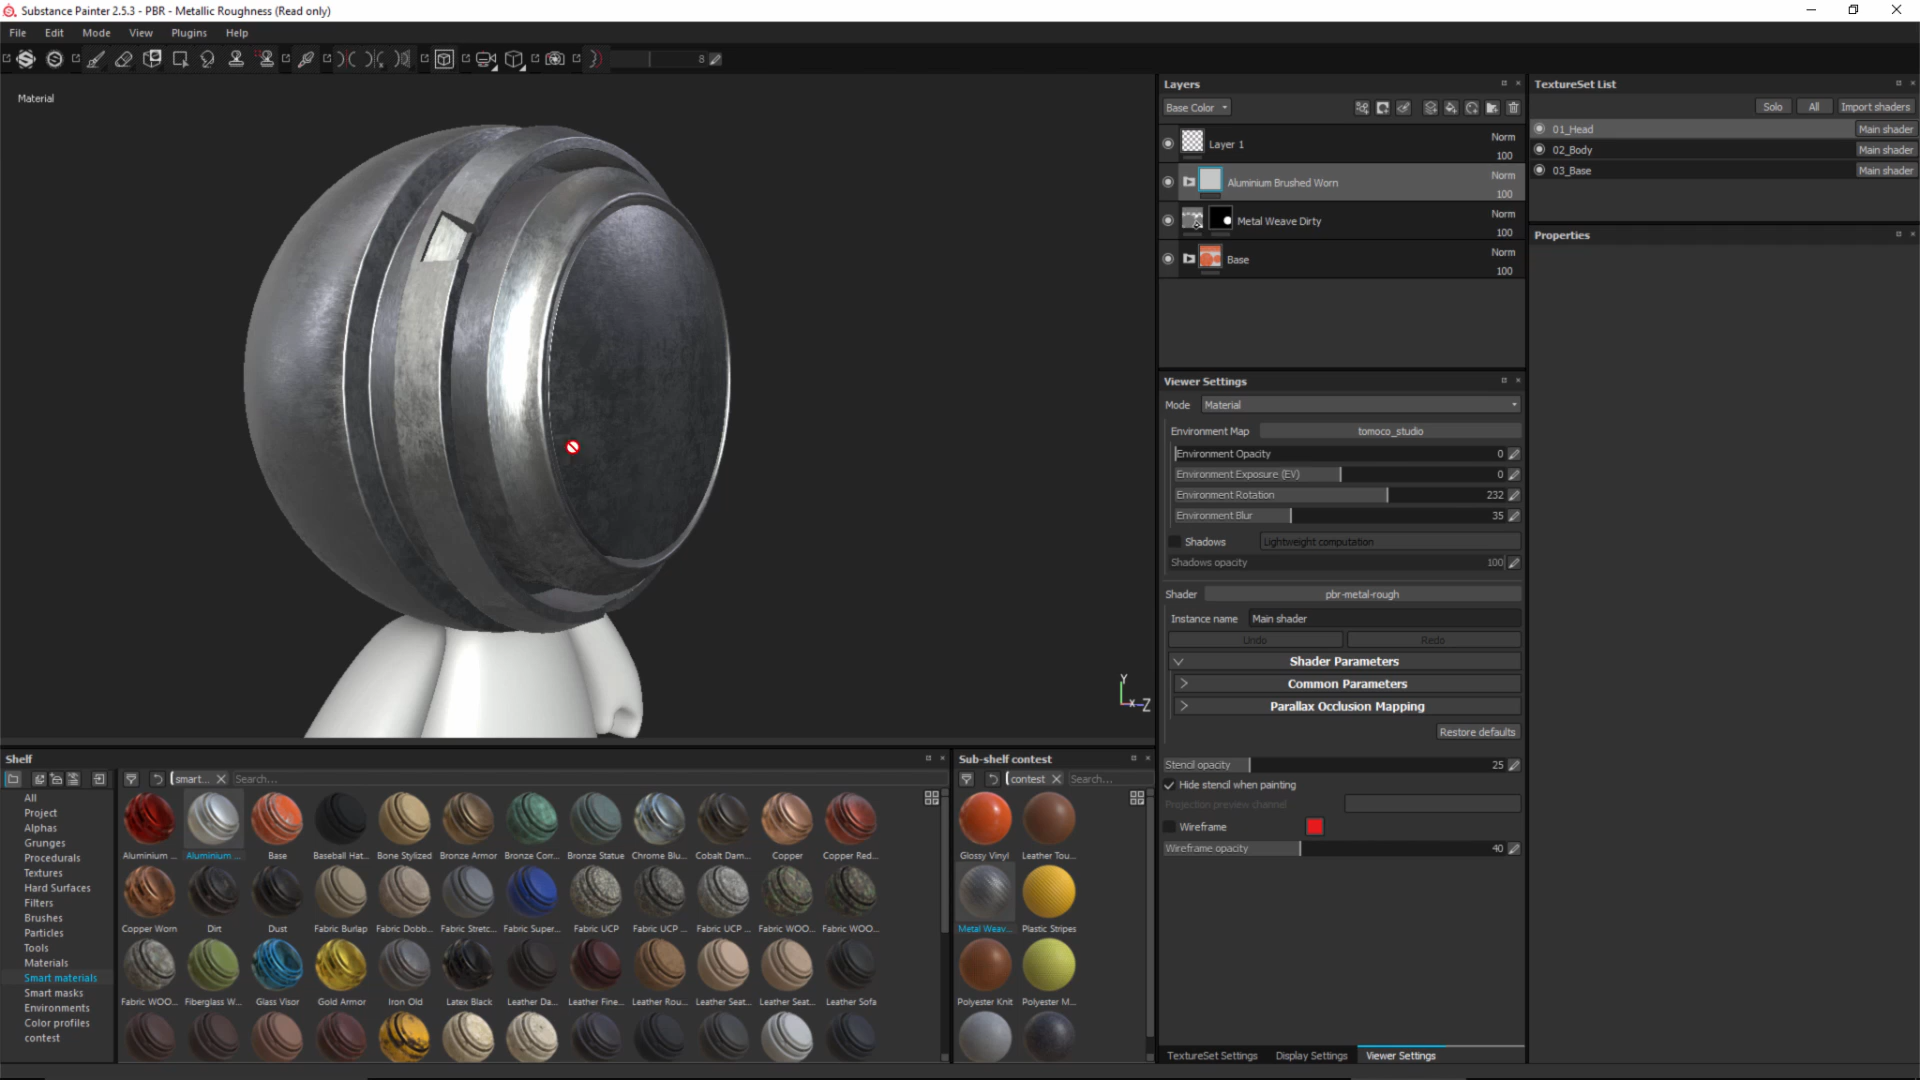 Substance Painter 2.5.3 - PBR - Metallic Roughness (Read only)
File Edit Mode View Plugins Help
8
Material
Y
X
Z
Layers
Base Color
Layer 1
Norm
100
Aluminium Brushed Worn
Norm
100
Metal Weave Dirty
Norm
100
Base
Norm
100
TextureSet List
Solo All Import shaders
01_Head Main shader
02_Body Main shader
03_Base Main shader
Properties
Viewer Settings
Mode Material
Environment Map tomoco_studio
Environment Opacity 0
Environment Exposure (EV) 0
Environment Rotation 232
Environment Blur 35
Shadows Lightweight computation
Shadows opacity 100
Shader pbr-metal-rough
Instance name Main shader
Undo Redo
Shader Parameters
Common Parameters
Parallax Occlusion Mapping
Restore defaults
Stencil opacity 25
Hide stencil when painting
Projection preview channel
Wireframe
Wireframe opacity 40
TextureSet Settings Display Settings Viewer Settings
Shelf
smart... Search...
All
Project
Alphas
Grunges
Procedurals
Textures
Hard Surfaces
Filters
Brushes
Particles
Tools
Materials
Smart materials
Smart masks
Environments
Color profiles
contest
Aluminium ... Aluminium ... Base Baseball Hat... Bone Stylized Bronze Armor Bronze Corr... Bronze Statue Chrome Blu... Cobalt Dam... Copper Copper Red...
Copper Worn Dirt Dust Fabric Burlap Fabric Dobb... Fabric Stretc... Fabric Super... Fabric UCP Fabric UCP ... Fabric UCP ... Fabric WOO... Fabric WOO...
Fabric WOO... Fiberglass W... Glass Visor Gold Armor Iron Old Latex Black Leather Da... Leather Fine... Leather Rou... Leather Seat... Leather Seat... Leather Sofa
Sub-shelf contest
contest Search...
Glossy Vinyl Leather Tou...
Metal Weav... Plastic Stripes
Polyester Knit Polyester M...